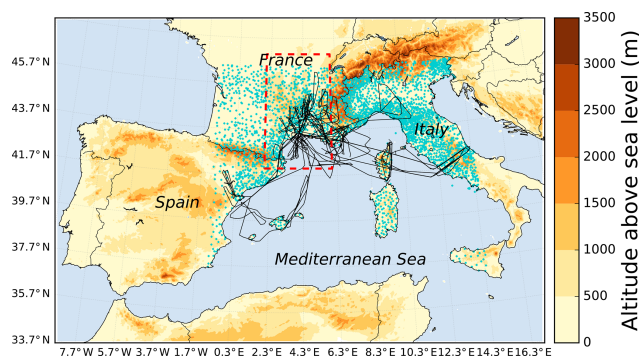 3500
45.7°N
France
3000
43.7°N
Italy
2500
41.7°N
2000
39.7°N
Spain
1500
37.7°N
Mediterranean Sea
1000
35.7°N
500
33.7°N
0
7.7°W 5.7°W 3.7°W 1.7°W 0.3°E 2.3°E 4.3°E 6.3°E 8.3°E 10.3°E 12.3°E 14.3°E 16.3°E
Altitude above sea level (m)